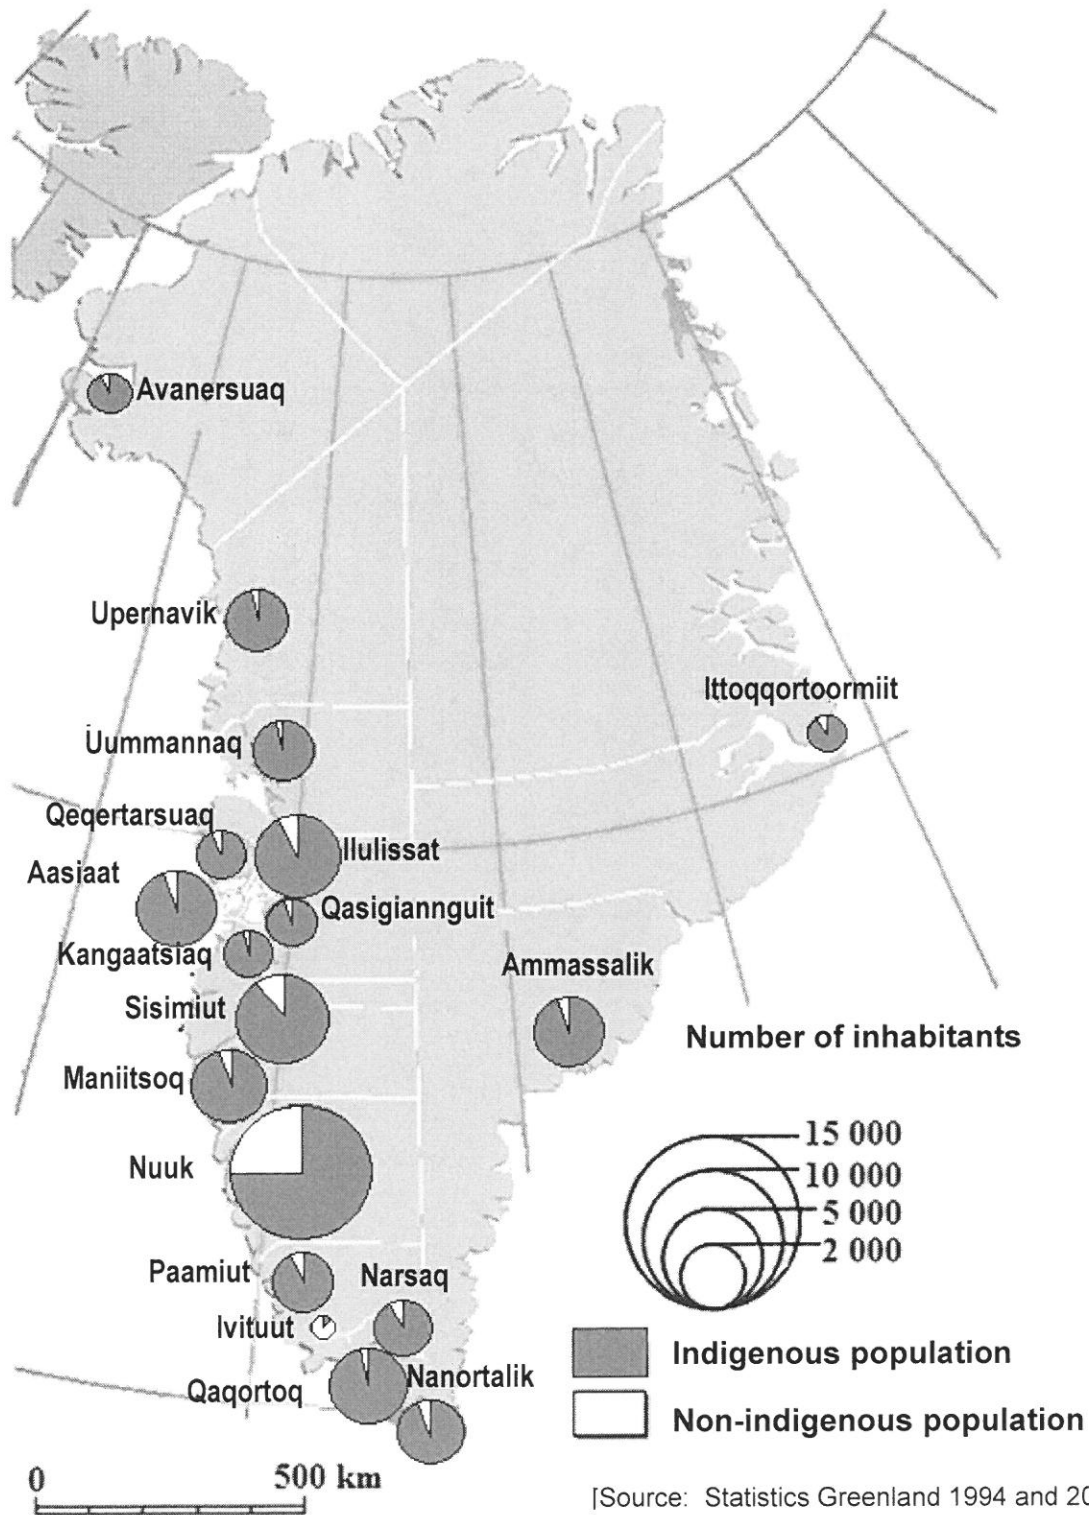 Avanersuaq
Upernavik
Ittoqqortoormiit
Uummannaq
Qeqertarsuaq
Ilulissat
Aasiaat
Qasigiannguit
Kangaatsiaq
Ammassalik
Sisimiut
Number of inhabitants
Maniitsoq
15 000
10 000
Nuuk
5 000
2 000
Paamiut
Narsaq
Ivituut
Indigenous population
Nanortalik
Qaqortoq
Non-indigenous population
0 500 km
[Source: Statistics Greenland 1994 and 20